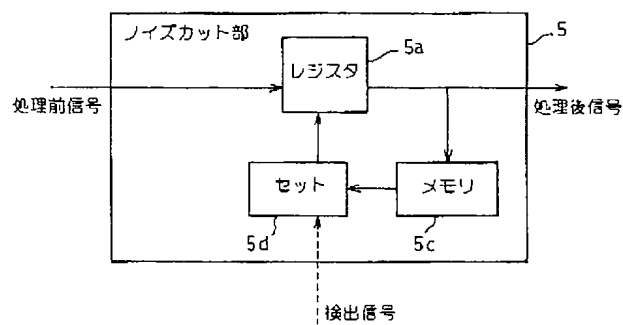 ノイズカット部
5
5a
レジスタ
処理前信号
処理後信号
セット
メモリ
5d
5c
検出信号